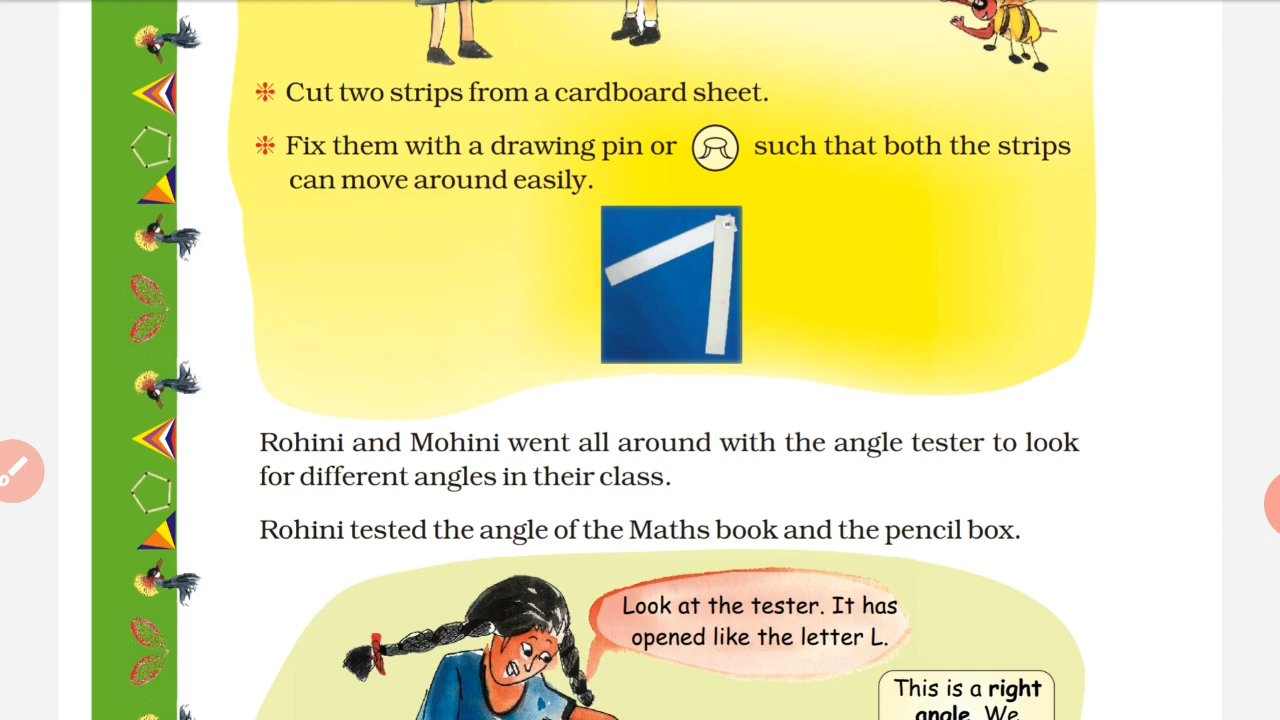 Cut two strips from a cardboard sheet.
Fix them with a drawing pin or such that both the strips
can move around easily.
Rohini and Mohini went all around with the angle tester to look
for different angles in their class.
Rohini tested the angle of the Maths book and the pencil box.
Look at the tester. It has
opened like the letter L.
This is a right
angle. We